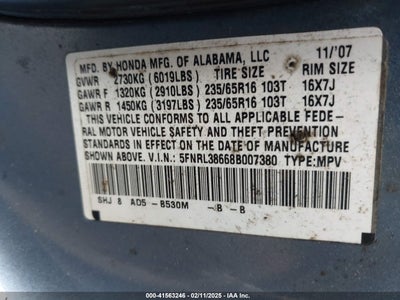 MFD. BY HONDA MFG. OF ALABAMA, LLC 11/'07
GVWR 2730KG (6019LBS) TIRE SIZE RIM SIZE
GAWR F 1320KG (2910LBS) 235/65R16 103T 16X7J
GAWR R 1450KG (3197LBS) 235/65R16 103T 16X7J
THIS VEHICLE CONFORMS TO ALL APPLICABLE FEDE-
RAL MOTOR VEHICLE SAFETY AND THEFT PREVENTION
STANDARDS IN EFFECT ON THE DATE OF MANUFACTURE
SHOWN ABOVE. V.I.N.: 5FNRL38668B007380 TYPE:MPV
SHJ 8 AD5 -B530M -B -B
000-41563246 - 02/11/2025 - IAA Inc.